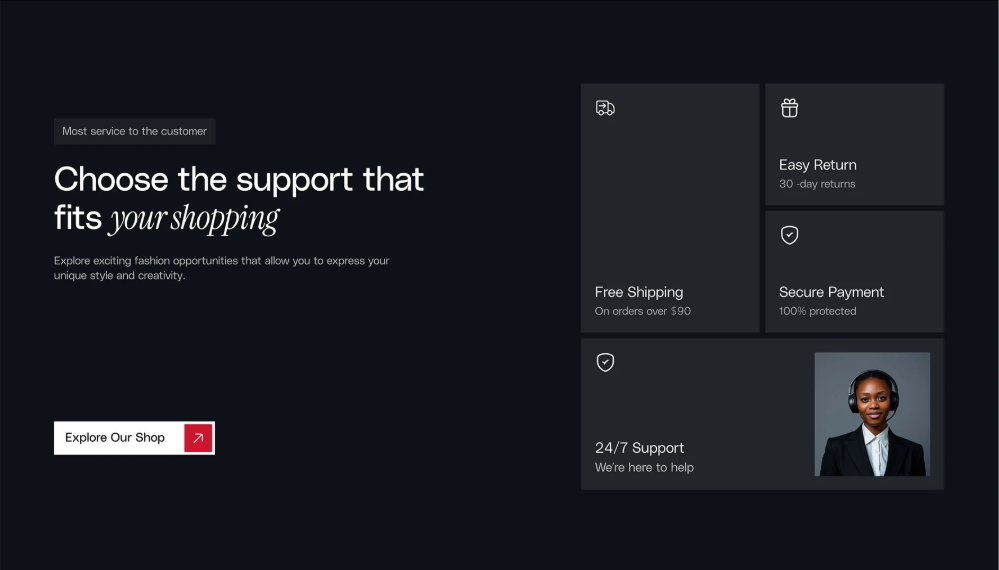 Most service to the customer
Choose the support that
fits your shopping
Explore exciting fashion opportunities that allow you to express your
unique style and creativity.
Explore Our Shop
Free Shipping
On orders over $90
Easy Return
30 -day returns
Secure Payment
100% protected
24/7 Support
We're here to help